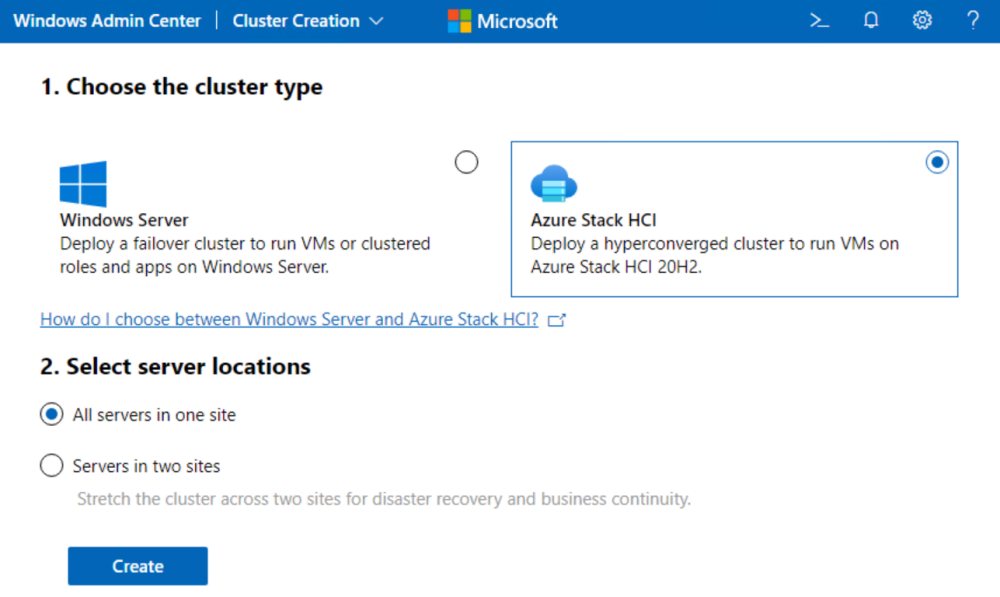 Windows Admin Center | Cluster Creation Microsoft >_ ?
1. Choose the cluster type
Windows Server
Deploy a failover cluster to run VMs or clustered
roles and apps on Windows Server.
Azure Stack HCI
Deploy a hyperconverged cluster to run VMs on
Azure Stack HCI 20H2.
How do I choose between Windows Server and Azure Stack HCI?
2. Select server locations
All servers in one site
Servers in two sites
Stretch the cluster across two sites for disaster recovery and business continuity.
Create